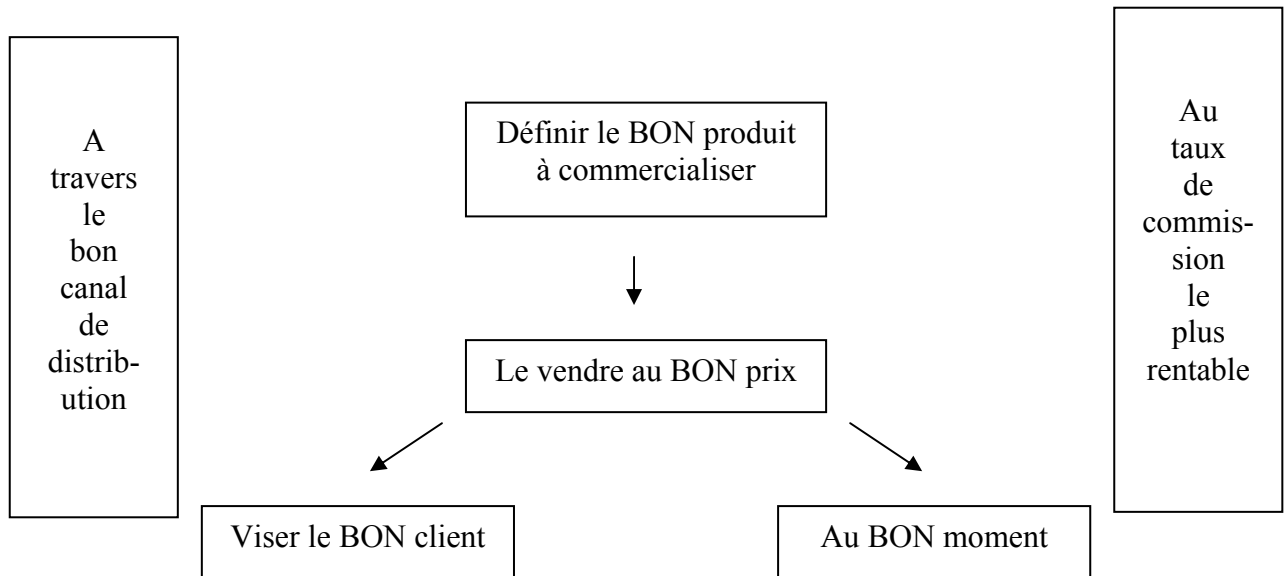 A
travers
le
bon
canal
de
distrib-
ution
Définir le BON produit
à commercialiser
Au
taux
de
commis-
sion
le
plus
rentable
Le vendre au BON prix
Viser le BON client
Au BON moment